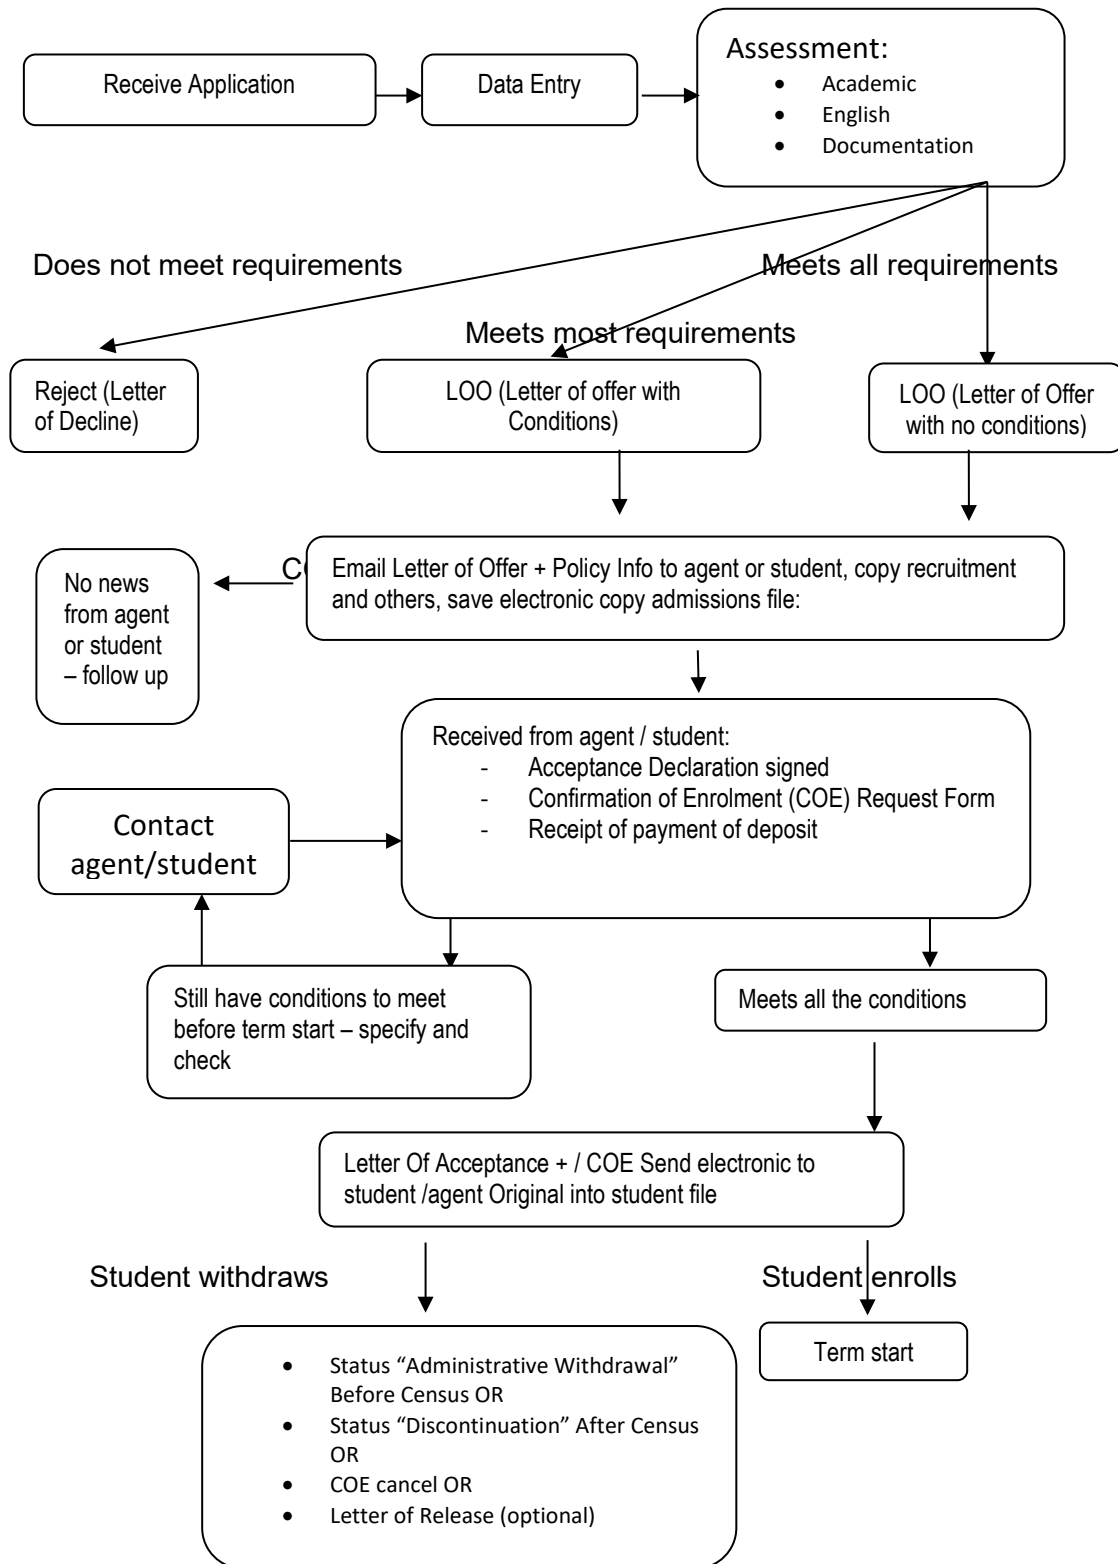 Receive Application
Data Entry
Assessment:
• Academic
• English
• Documentation
Does not meet requirements
Meets all requirements
Meets most requirements
Reject (Letter
of Decline)
LOO (Letter of offer with
Conditions)
LOO (Letter of Offer
with no conditions)
No news
from agent
or student
– follow up
Email Letter of Offer + Policy Info to agent or student, copy recruitment
and others, save electronic copy admissions file:
Received from agent / student:
- Acceptance Declaration signed
- Confirmation of Enrolment (COE) Request Form
- Receipt of payment of deposit
Contact
agent/student
Still have conditions to meet
before term start – specify and
check
Meets all the conditions
Letter Of Acceptance + / COE Send electronic to
student /agent Original into student file
Student withdraws
Student enrolls
Term start
• Status “Administrative Withdrawal”
Before Census OR
• Status “Discontinuation” After Census
OR
• COE cancel OR
• Letter of Release (optional)